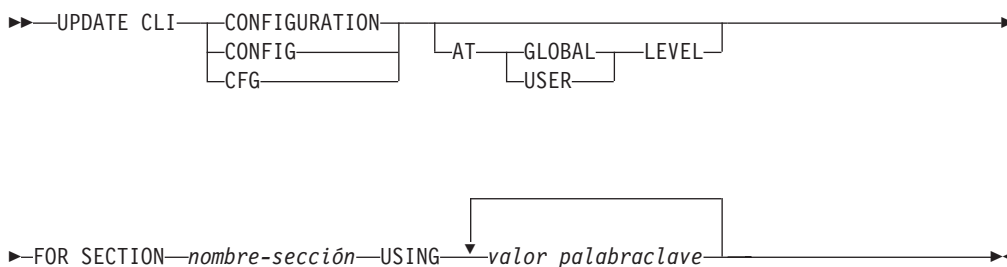 UPDATE CLI CONFIGURATION
CONFIG
CFG
AT GLOBAL LEVEL
USER
FOR SECTION nombre-sección USING valor palabraclave